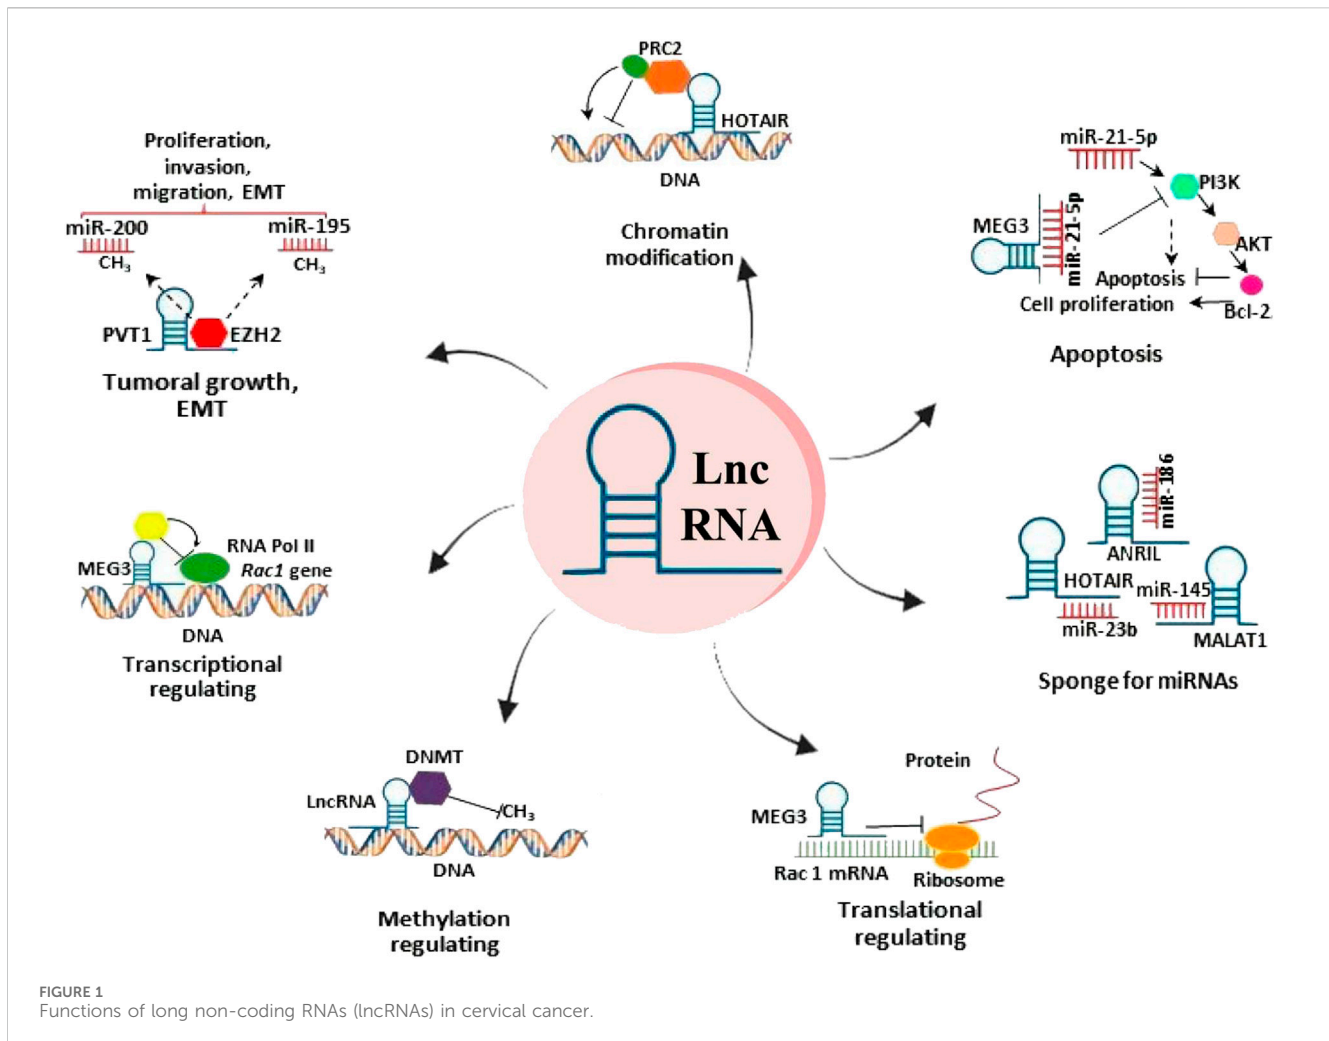 PRC2
HOTAIR
DNA
Chromatin
modification
miR-21-5p
PI3K
MEG3
miR-21-5p
AKT
Apoptosis
Cell proliferation
Bcl-2
Apoptosis
Proliferation,
invasion,
migration, EMT
miR-200
miR-195
CH3
CH3
PVT1
EZH2
Tumoral growth,
EMT
Lnc
RNA
miR-186
ANRIL
HOTAIR
miR-145
miR-23b
MALAT1
Sponge for miRNAs
RNA Pol II
MEG3
Rac1 gene
DNA
Transcriptional
regulating
DNMT
LncRNA
CH3
DNA
Methylation
regulating
Protein
MEG3
Rac 1 mRNA
Ribosome
Translational
regulating
FIGURE 1
Functions of long non-coding RNAs (lncRNAs) in cervical cancer.